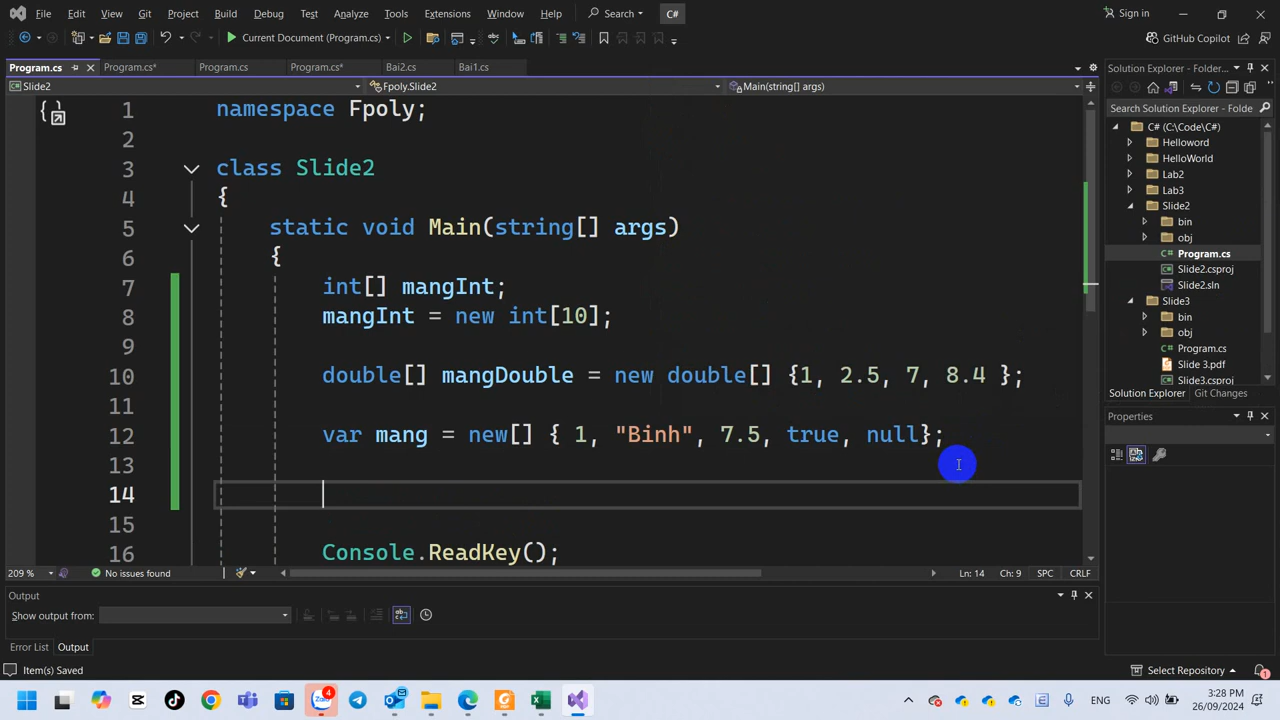 File Edit View Git Project Build Debug Test Analyze Tools Extensions Window Help Search C# Sign in
Current Document (Program.cs) GitHub Copilot
Program.cs Program.cs* Program.cs Program.cs* Bai2.cs Bai1.cs
Slide2 Fpoly.Slide2 Main(string[] args)
1 namespace Fpoly;
2
3 class Slide2
4 {
5 static void Main(string[] args)
6 {
7 int[] mangInt;
8 mangInt = new int[10];
9
10 double[] mangDouble = new double[] {1, 2.5, 7, 8.4 };
11
12 var mang = new[] { 1, "Binh", 7.5, true, null};
13
14
15
16 Console.ReadKey();
209 % No issues found Ln: 14 Ch: 9 SPC CRLF
Output
Show output from:
Error List Output
Item(s) Saved
Solution Explorer - Folder...
Search Solution Explorer - Folde
C# (C:\Code\C#)
Helloword
HelloWorld
Lab2
Lab3
Slide2
bin
obj
Program.cs
Slide2.csproj
Slide2.sln
Slide3
bin
obj
Program.cs
Slide 3.pdf
Slide3.csproj
Solution Explorer Git Changes
Properties
Select Repository 1
4 ENG 3:28 PM
26/09/2024